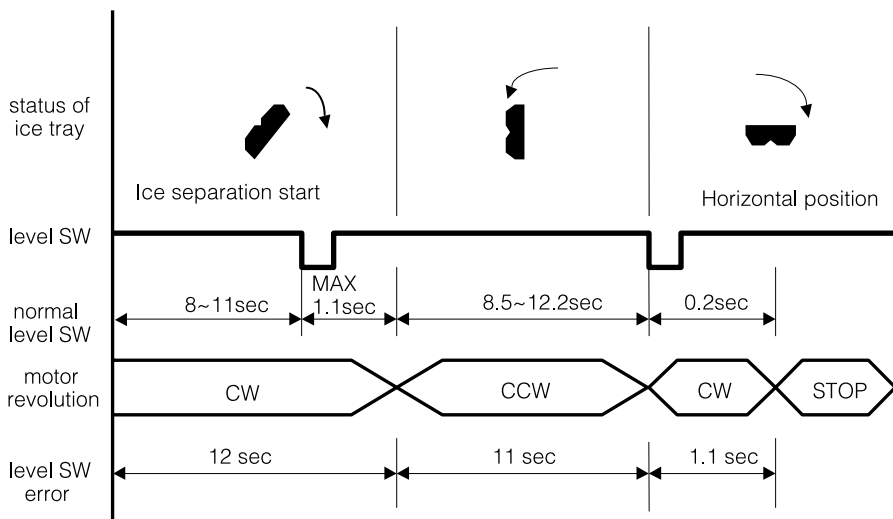 status of
ice tray
Ice separation start
Horizontal position
level SW
MAX
8~11sec
1.1sec
8.5~12.2sec
0.2sec
normal
level SW
motor
revolution
CW
CCW
CW
STOP
12 sec
11 sec
1.1 sec
level SW
error